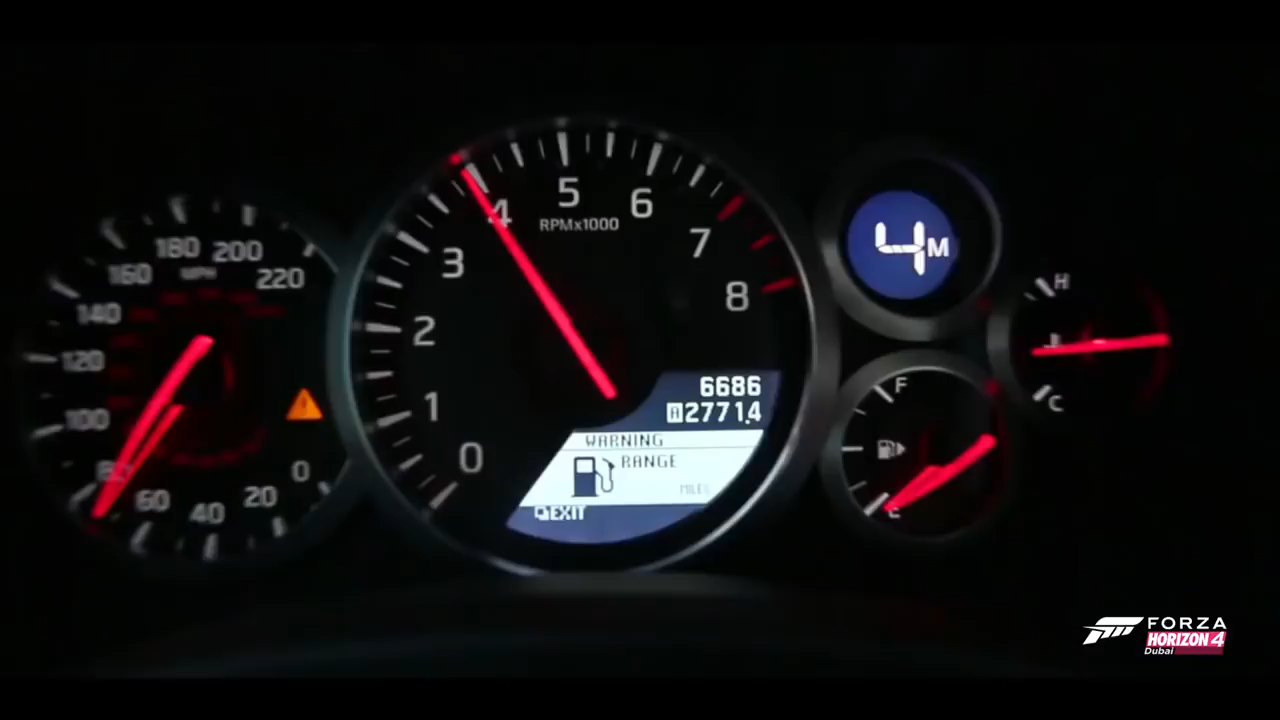 180 200
160 MPH 220
140
120
100
80
60 40 20 0
5
4 6
RPMx1000
3 7
2 8
1
0
6686
A 2771.4
WARNING
RANGE
MILES
EXIT
4M
H
C
F
E
FORZA
HORIZON 4
Dubai